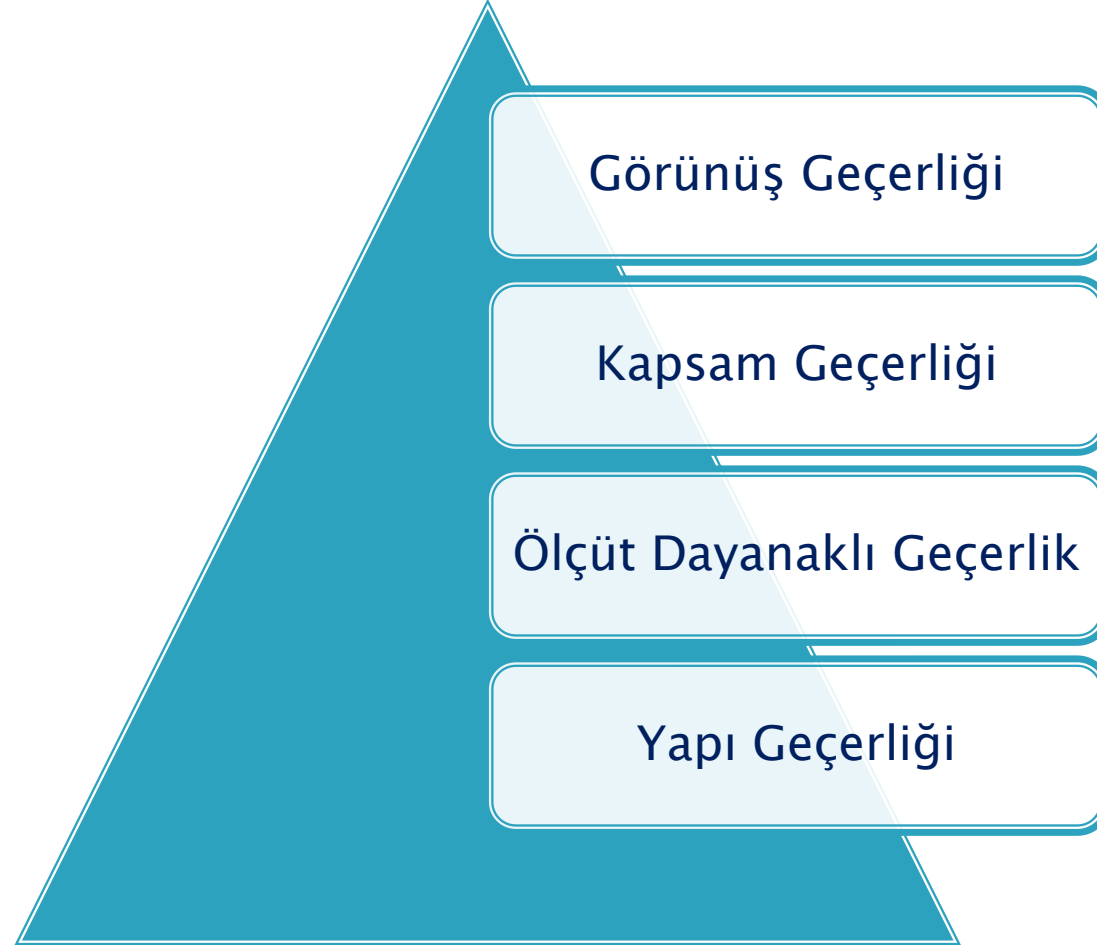 Görünüş Geçerliği
Kapsam Geçerliği
Ölçüt Dayanaklı Geçerlik
Yapı Geçerliği